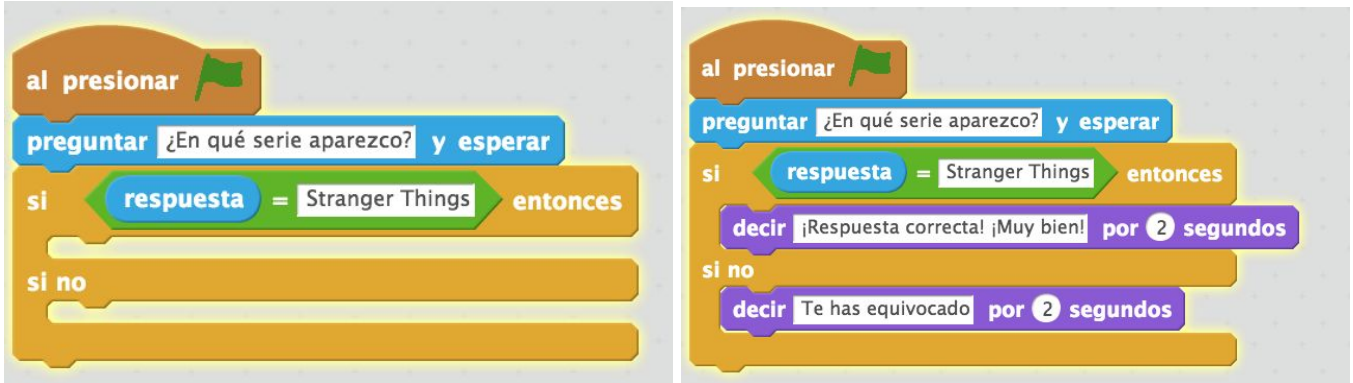 al presionar
preguntar ¿En qué serie aparezco? y esperar
si respuesta = Stranger Things entonces
si no
al presionar
preguntar ¿En qué serie aparezco? y esperar
si respuesta = Stranger Things entonces
decir ¡Respuesta correcta! ¡Muy bien! por 2 segundos
si no
decir Te has equivocado por 2 segundos